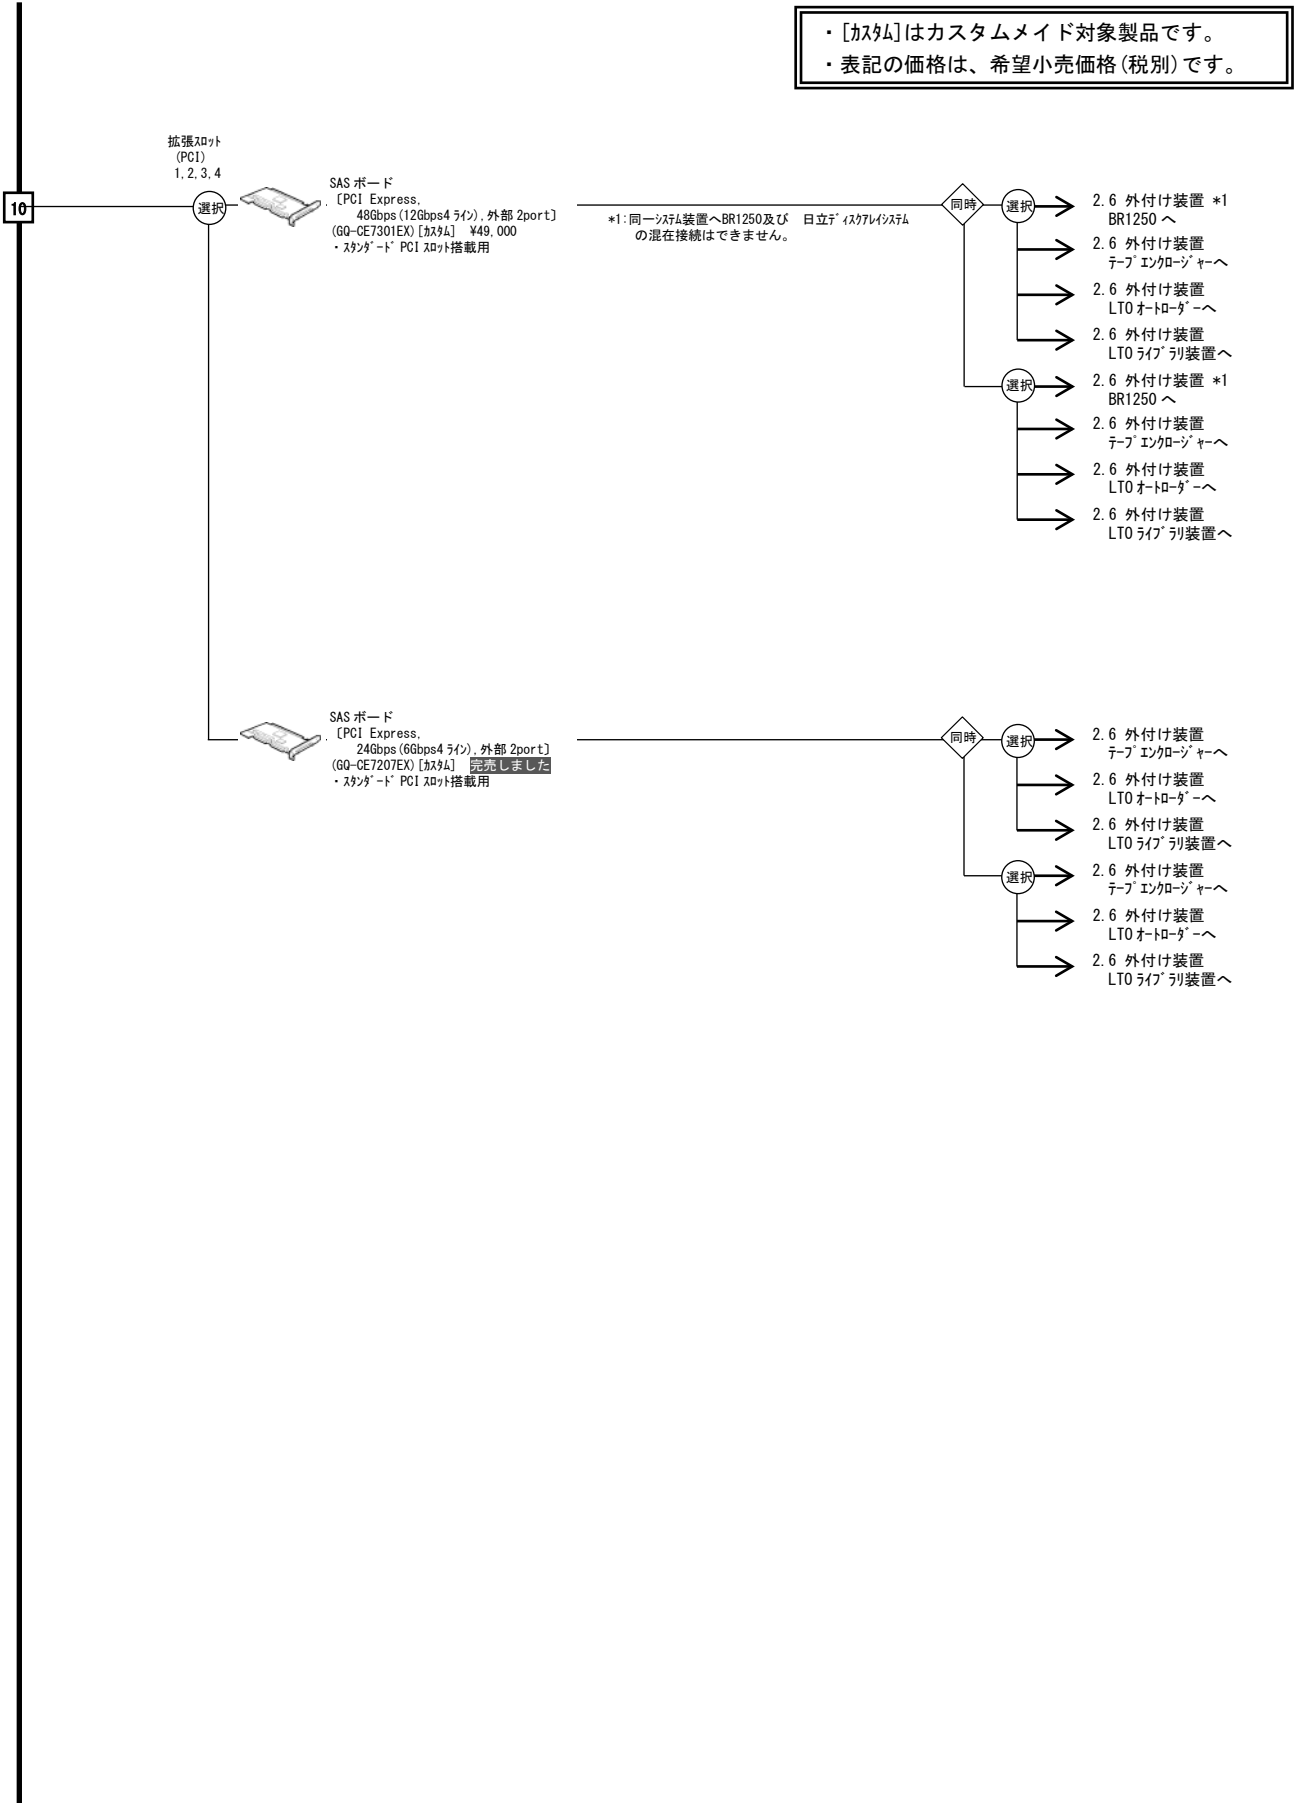 ・[ｶｽﾀﾑ]はカスタムメイド対象製品です。
・表記の価格は、希望小売価格(税別)です。
拡張ｽﾛｯﾄ
(PCI)
1,2,3,4
10
選択
SAS ボード
〔PCI Express,
48Gbps(12Gbps4 ﾗｲﾝ),外部 2port〕
(GQ-CE7301EX)[ｶｽﾀﾑ] ¥49,000
・ｽﾀﾝﾀﾞｰﾄﾞ PCI ｽﾛｯﾄ搭載用
*1:同一ｼｽﾃﾑ装置へBR1250及び 日立ﾃﾞｨｽｸｱﾚｲｼｽﾃﾑ
の混在接続はできません。
同時
選択
2.6 外付け装置 *1
BR1250 へ
2.6 外付け装置
ﾃｰﾌﾟｴﾝｸﾛｰｼﾞｬｰへ
2.6 外付け装置
LTO ｵｰﾄﾛｰﾀﾞｰへ
2.6 外付け装置
LTO ﾗｲﾌﾞﾗﾘ装置へ
選択
2.6 外付け装置 *1
BR1250 へ
2.6 外付け装置
ﾃｰﾌﾟｴﾝｸﾛｰｼﾞｬｰへ
2.6 外付け装置
LTO ｵｰﾄﾛｰﾀﾞｰへ
2.6 外付け装置
LTO ﾗｲﾌﾞﾗﾘ装置へ
SAS ボード
〔PCI Express,
24Gbps(6Gbps4 ﾗｲﾝ),外部 2port〕
(GQ-CE7207EX)[ｶｽﾀﾑ] 完売しました
・ｽﾀﾝﾀﾞｰﾄﾞ PCI ｽﾛｯﾄ搭載用
同時
選択
2.6 外付け装置
ﾃｰﾌﾟｴﾝｸﾛｰｼﾞｬｰへ
2.6 外付け装置
LTO ｵｰﾄﾛｰﾀﾞｰへ
2.6 外付け装置
LTO ﾗｲﾌﾞﾗﾘ装置へ
選択
2.6 外付け装置
ﾃｰﾌﾟｴﾝｸﾛｰｼﾞｬｰへ
2.6 外付け装置
LTO ｵｰﾄﾛｰﾀﾞｰへ
2.6 外付け装置
LTO ﾗｲﾌﾞﾗﾘ装置へ